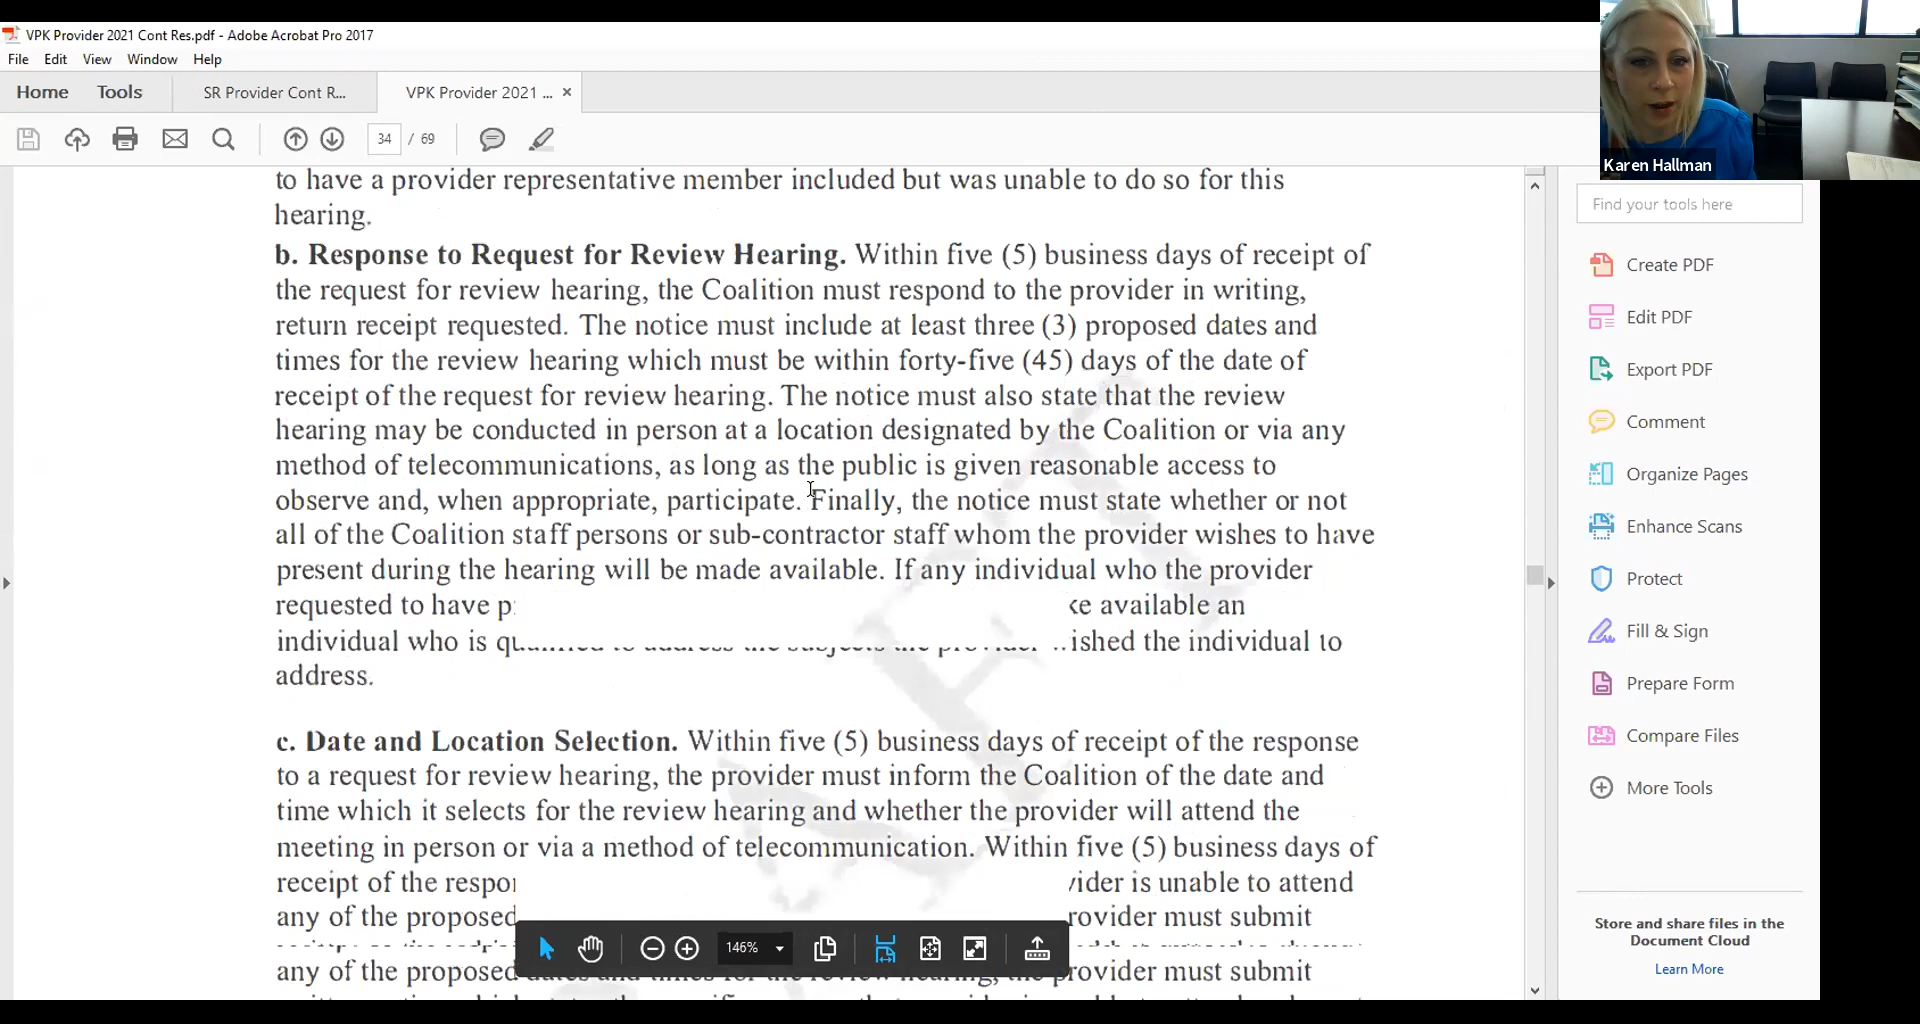 VPK Provider 2021 Cont Res.pdf - Adobe Acrobat Pro 2017
File Edit View Window Help
Home Tools SR Provider Cont R... VPK Provider 2021 ... ×
34 / 69
Karen Hallman
to have a provider representative member included but was unable to do so for this
hearing.
b. Response to Request for Review Hearing. Within five (5) business days of receipt of
the request for review hearing, the Coalition must respond to the provider in writing,
return receipt requested. The notice must include at least three (3) proposed dates and
times for the review hearing which must be within forty-five (45) days of the date of
receipt of the request for review hearing. The notice must also state that the review
hearing may be conducted in person at a location designated by the Coalition or via any
method of telecommunications, as long as the public is given reasonable access to
observe and, when appropriate, participate. Finally, the notice must state whether or not
all of the Coalition staff persons or sub-contractor staff whom the provider wishes to have
present during the hearing will be made available. If any individual who the provider
requested to have available an
individual who is the individual to
address.
c. Date and Location Selection. Within five (5) business days of receipt of the response
to a request for review hearing, the provider must inform the Coalition of the date and
time which it selects for the review hearing and whether the provider will attend the
meeting in person or via a method of telecommunication. Within five (5) business days of
receipt of the is unable to attend
any of the proposed must submit
146%
any of the proposed provider must submit
Find your tools here
Create PDF
Edit PDF
Export PDF
Comment
Organize Pages
Enhance Scans
Protect
Fill & Sign
Prepare Form
Compare Files
More Tools
Store and share files in the
Document Cloud
Learn More